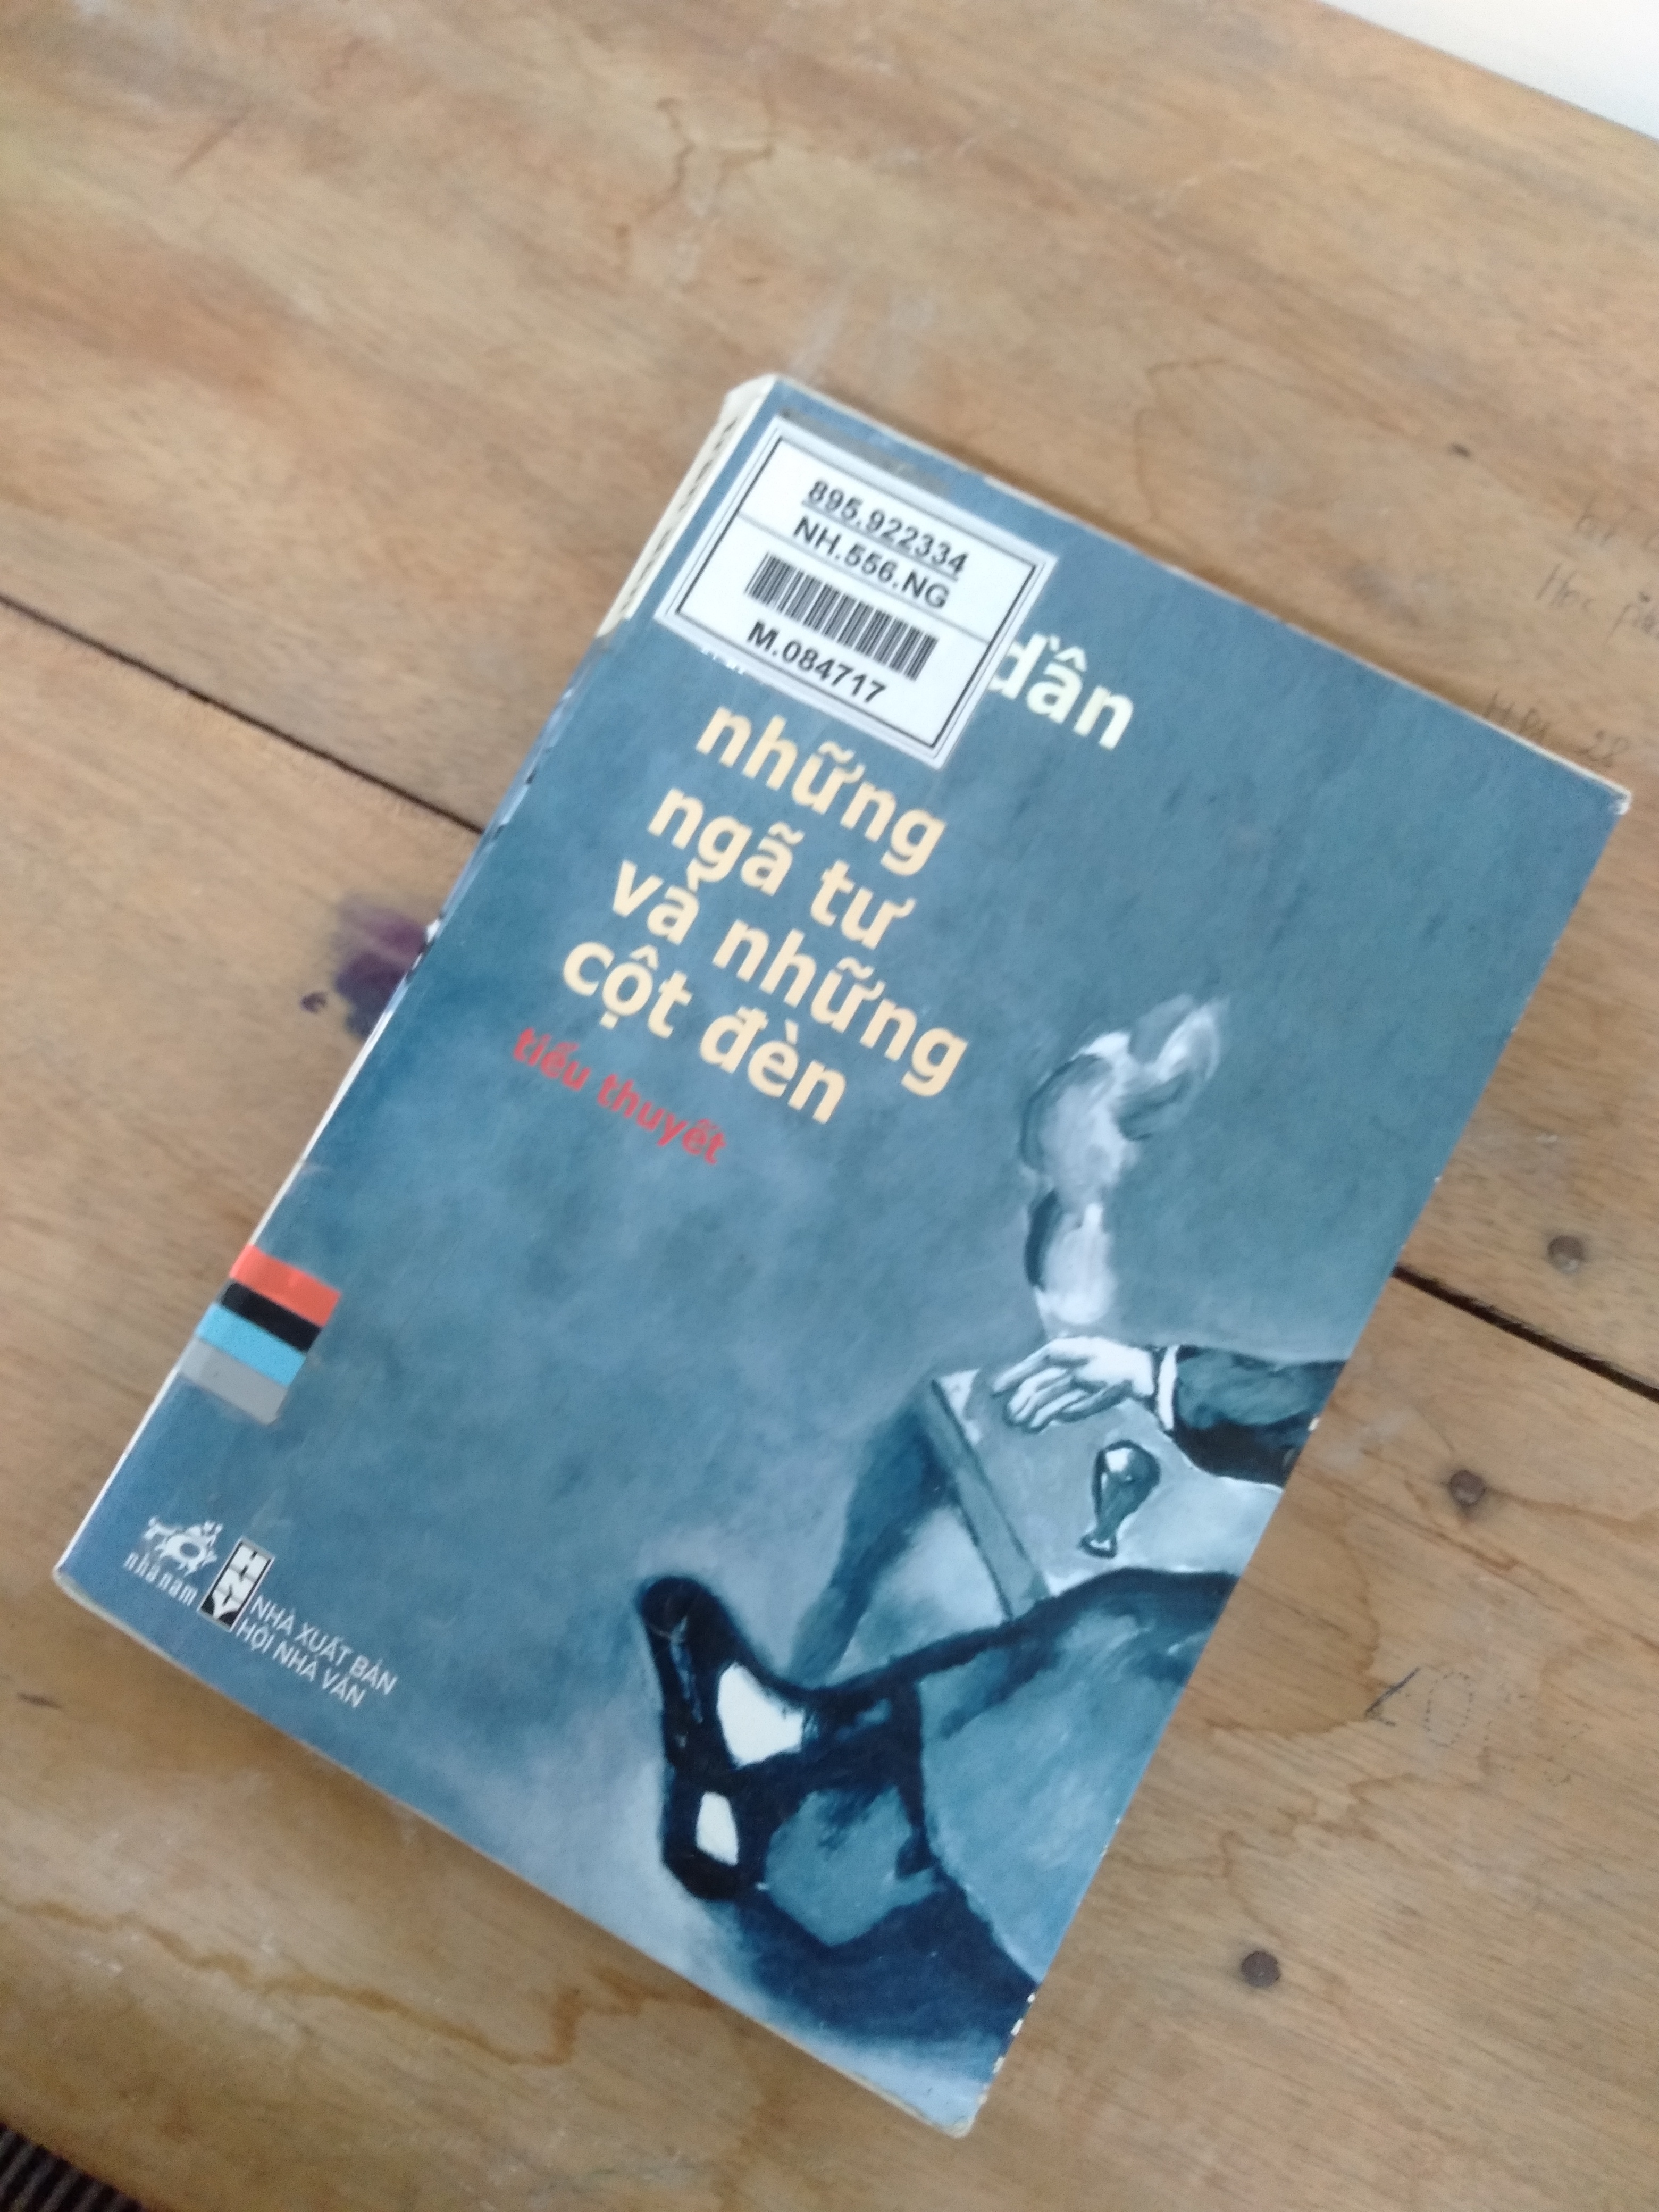 895.922334
NH.556.NG
M.084717
dần
những
ngã tư
và những
cột đèn
tiểu thuyết
nhã nam
HNV
NHÀ XUẤT BẢN
HỘI NHÀ VĂN